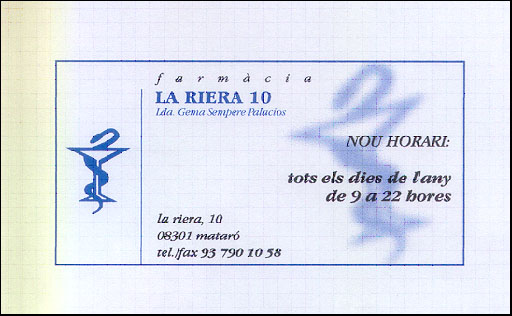 farmàcia
LA RIERA 10
Lda. Gema Sempere Palacios
NOU HORARI:
tots els dies de l'any
de 9 a 22 hores
la riera, 10
08301 mataró
tel./fax 93 790 10 58